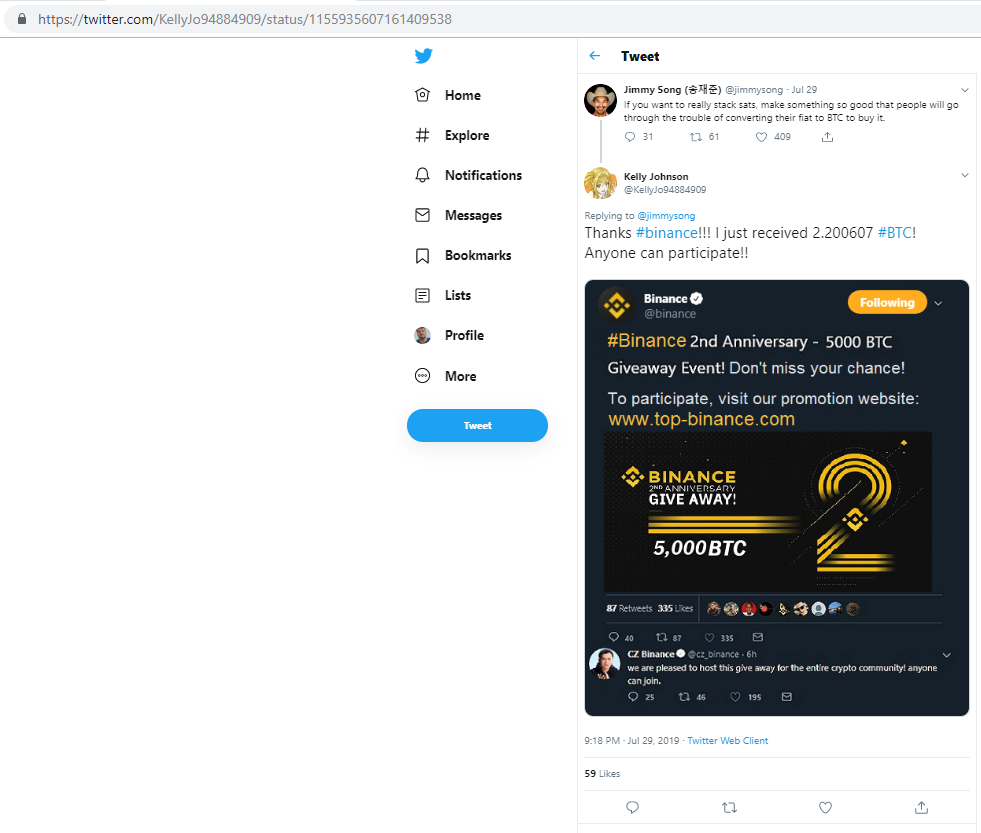 https://twitter.com/KellyJo94884909/status/1155935607161409538
Home
Explore
Notifications
Messages
Bookmarks
Lists
Profile
More
Tweet
Tweet
Jimmy Song (송재준) @jimmysong · Jul 29
If you want to really stack sats, make something so good that people will go
through the trouble of converting their fiat to BTC to buy it.
31 61 409
Kelly Johnson
@KellyJo94884909
Replying to @jimmysong
Thanks #binance!!! I just received 2.200607 #BTC!
Anyone can participate!!
Binance
@binance
Following
#Binance 2nd Anniversary - 5000 BTC
Giveaway Event! Don't miss your chance!
To participate, visit our promotion website:
www.top-binance.com
BINANCE
2ND ANNIVERSARY
GIVE AWAY!
5,000 BTC
2
87 Retweets 335 Likes
40 87 335
CZ Binance @cz_binance · 6h
we are pleased to host this give away for the entire crypto community! anyone
can join.
25 46 195
9:18 PM · Jul 29, 2019 · Twitter Web Client
59 Likes